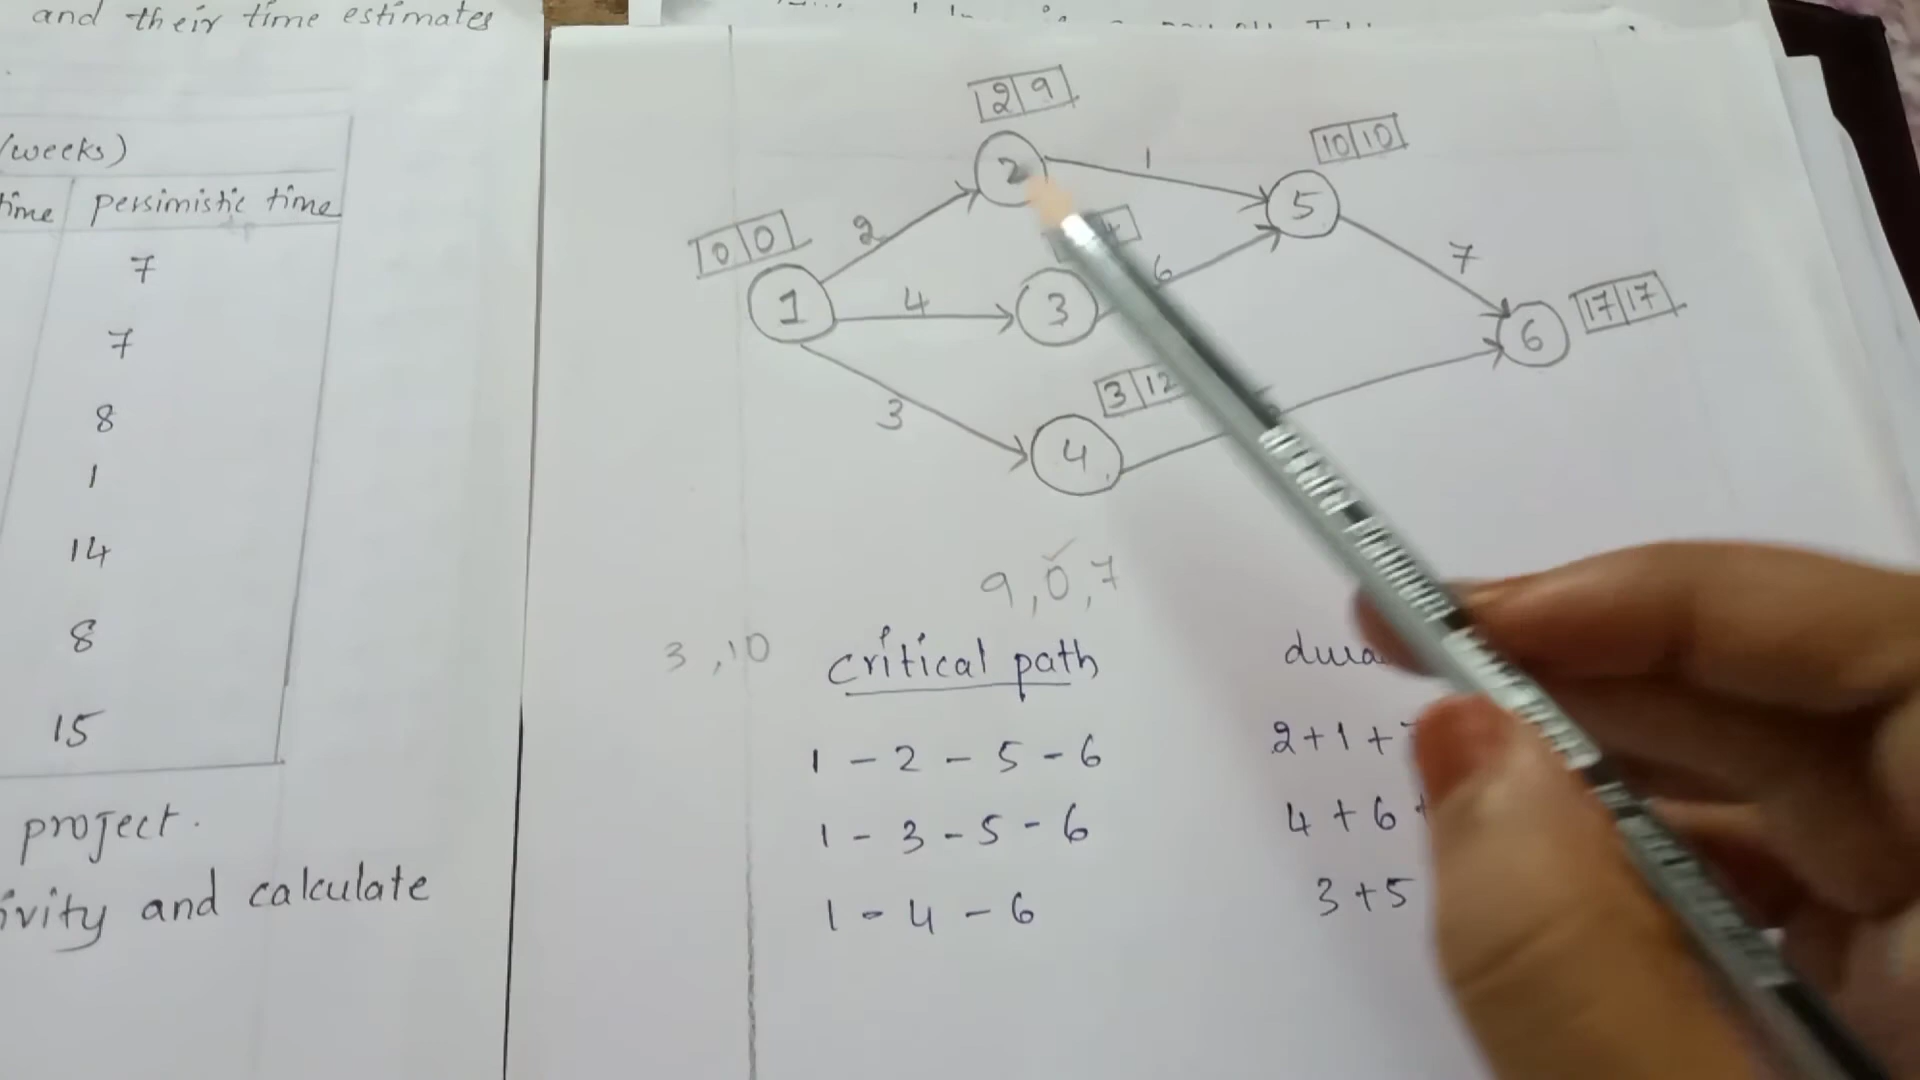 and their time estimates
(weeks)
time persimistic time
7
7
8
1
14
8
15
project.
and calculate
2 9
10 10
2
1
5
0 0
2
1
4
3
6
7
17 17
6
3
3 12
4
9, 0, 7
3, 10
critical path
1 - 2 - 5 - 6 2 + 1 +
1 - 3 - 5 - 6 4 + 6 +
1 - 4 - 6 3 + 5